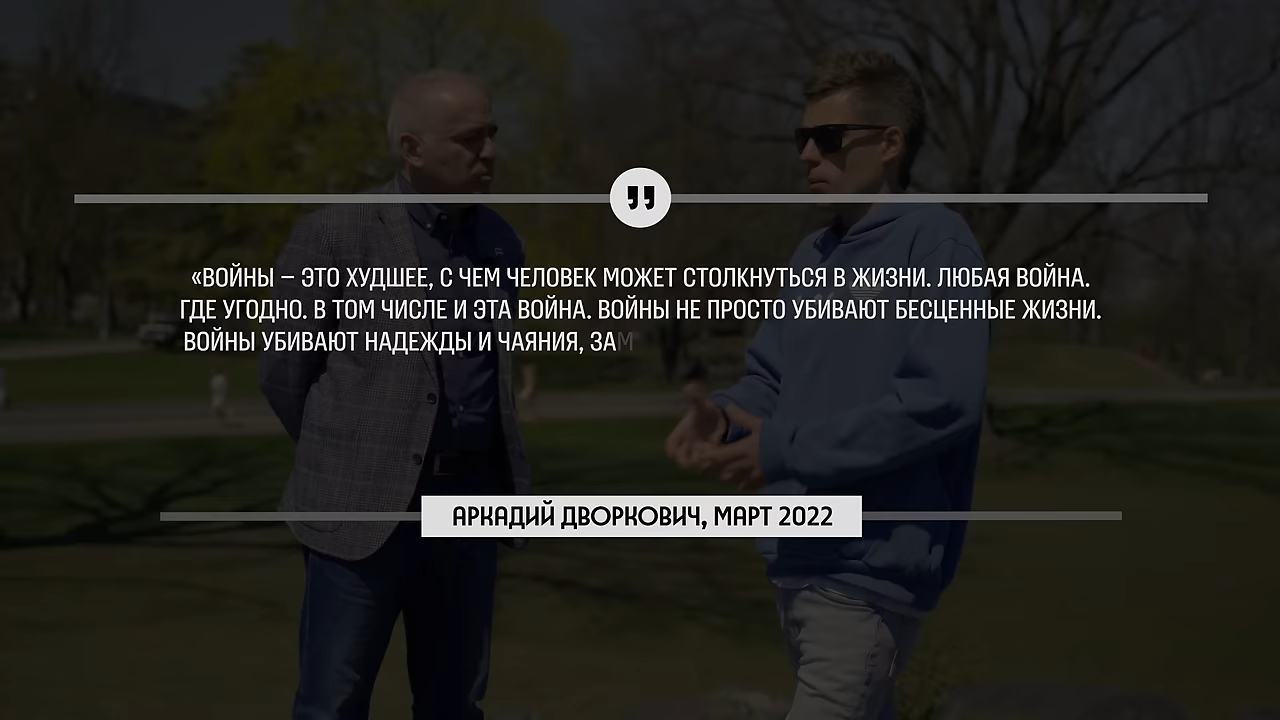 «ВОЙНЫ – ЭТО ХУДШЕЕ, С ЧЕМ ЧЕЛОВЕК МОЖЕТ СТОЛКНУТЬСЯ В ЖИЗНИ. ЛЮБАЯ ВОЙНА.
ГДЕ УГОДНО. В ТОМ ЧИСЛЕ И ЭТА ВОЙНА. ВОЙНЫ НЕ ПРОСТО УБИВАЮТ БЕСЦЕННЫЕ ЖИЗНИ.
ВОЙНЫ УБИВАЮТ НАДЕЖДЫ И ЧАЯНИЯ, ЗАМ
АРКАДИЙ ДВОРКОВИЧ, МАРТ 2022